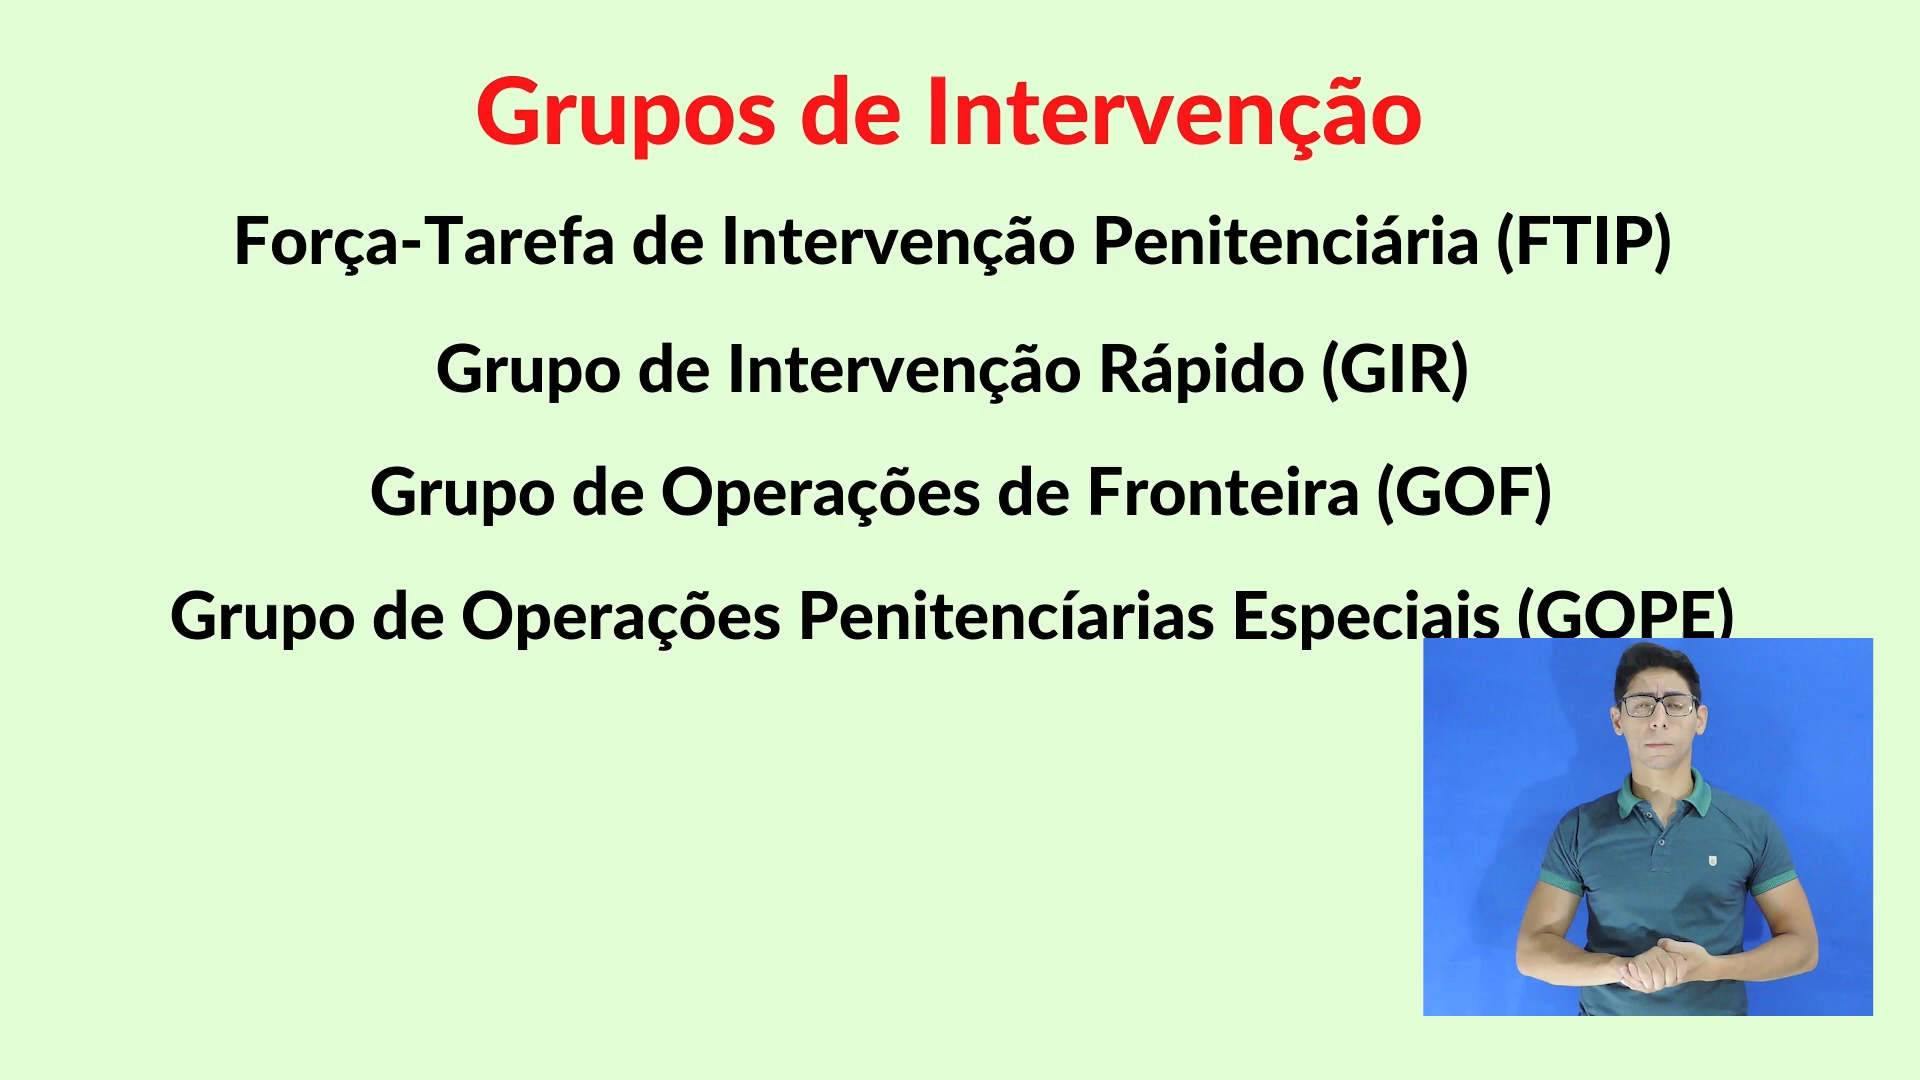 Grupos de Intervenção
Força-Tarefa de Intervenção Penitenciária (FTIP)
Grupo de Intervenção Rápido (GIR)
Grupo de Operações de Fronteira (GOF)
Grupo de Operações Penitencíarias Especiais (GOPE)